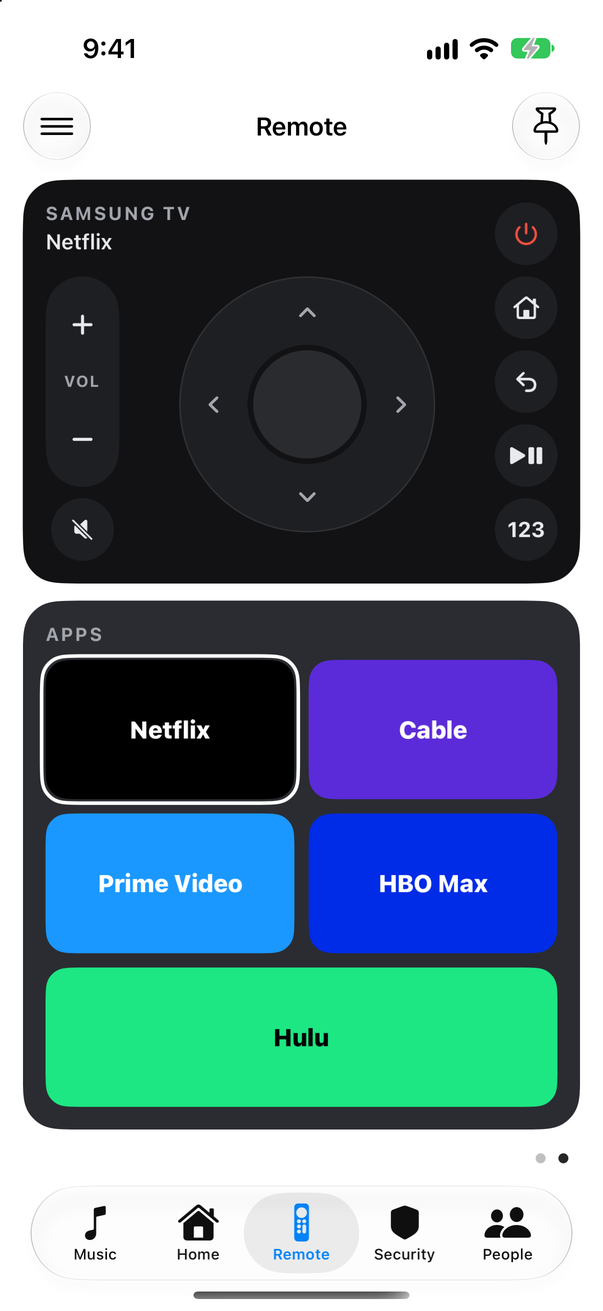 9:41
Remote
SAMSUNG TV
Netflix
VOL
123
APPS
Netflix
Cable
Prime Video
HBO Max
Hulu
Music
Home
Remote
Security
People